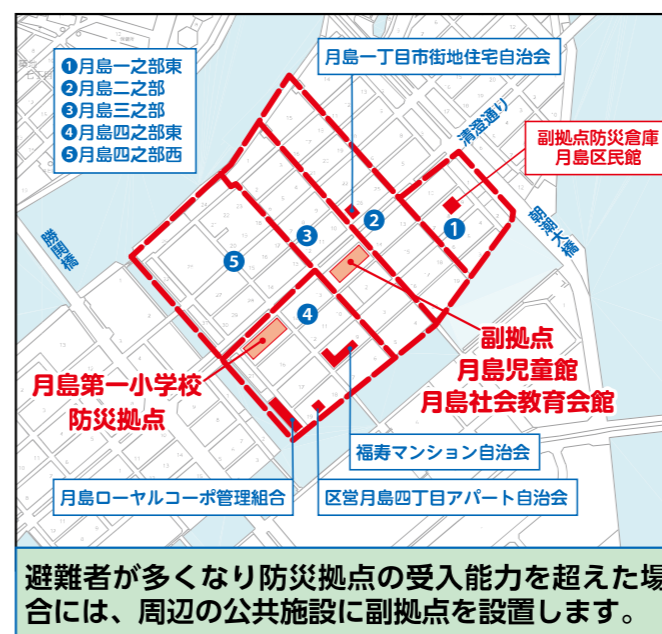 ❶月島一之部東
❷月島二之部
❸月島三之部
❹月島四之部東
❺月島四之部西
月島一丁目市街地住宅自治会
清澄通り
副拠点防災倉庫
月島区民館
朝潮大橋
勝鬨橋
❶
❷
❸
❹
❺
月島第一小学校
防災拠点
副拠点
月島児童館
月島社会教育会館
福寿マンション自治会
月島ローヤルコーポ管理組合
区営月島四丁目アパート自治会
避難者が多くなり防災拠点の受入能力を超えた場
合には、周辺の公共施設に副拠点を設置します。